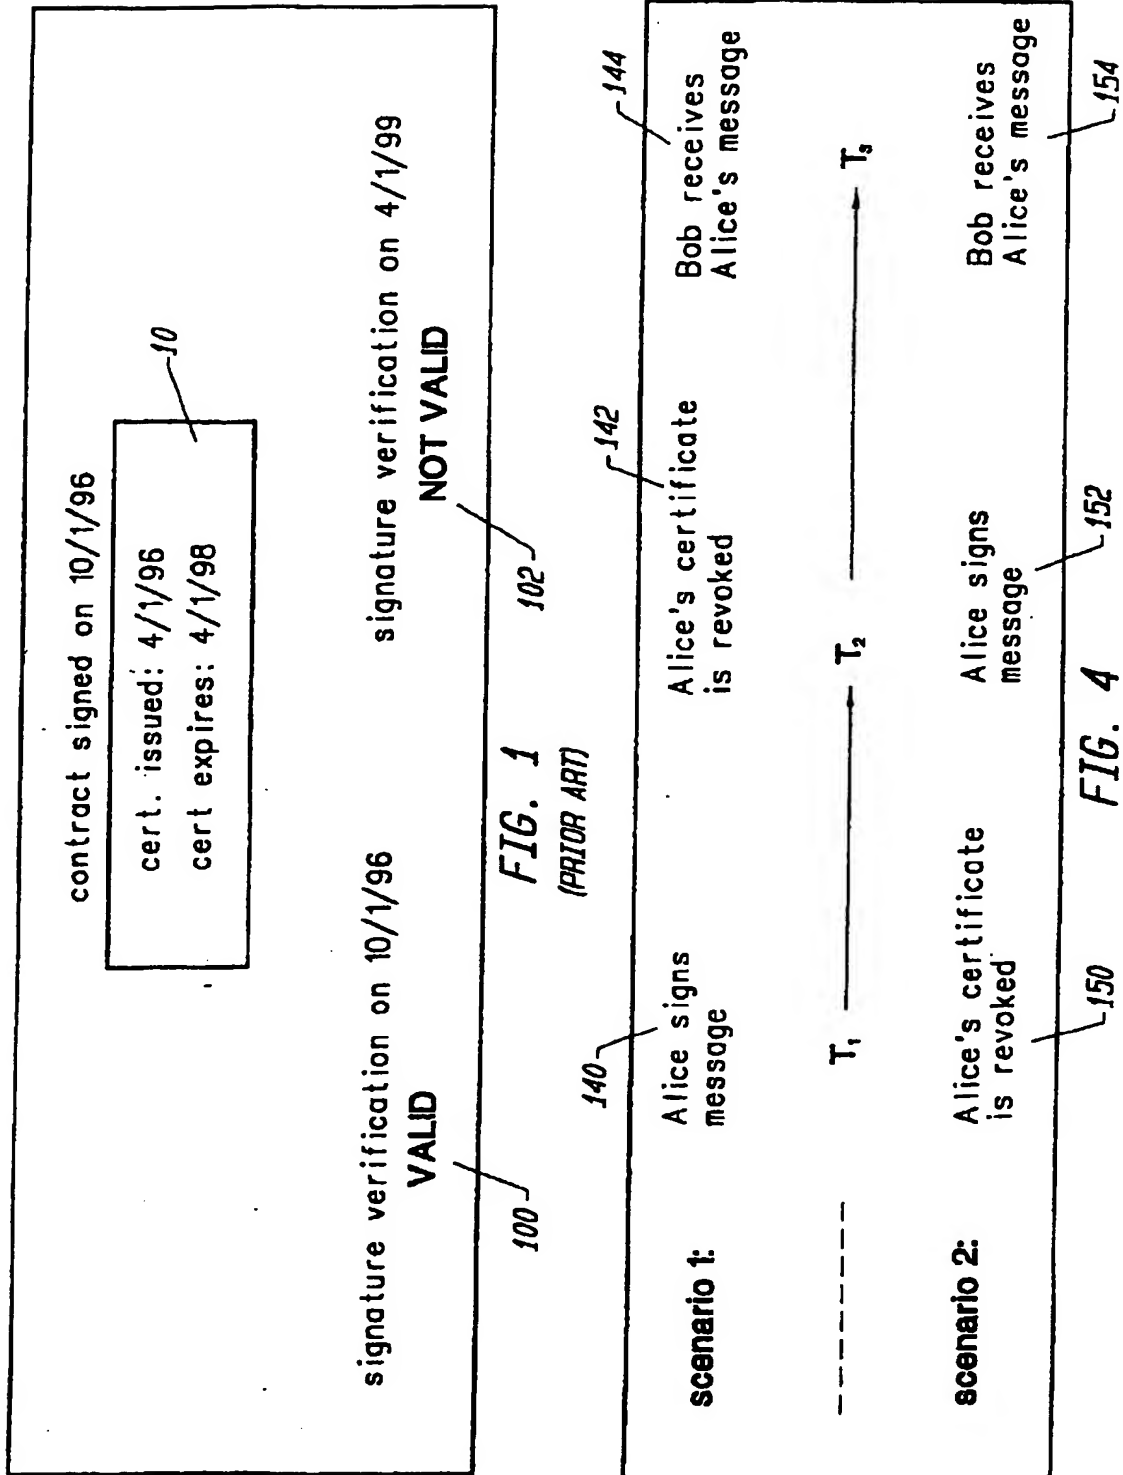 contract signed on 10/1/96
cert. issued: 4/1/96
cert expires: 4/1/98
10
signature verification on 10/1/96
VALID
100
signature verification on 4/1/99
NOT VALID
102
FIG. 1
(PRIOR ART)
scenario 1:
140
Alice signs
message
142
Alice's certificate
is revoked
144
Bob receives
Alice's message
T₁
T₂
T₃
scenario 2:
Alice's certificate
is revoked
150
Alice signs
message
152
Bob receives
Alice's message
154
FIG. 4